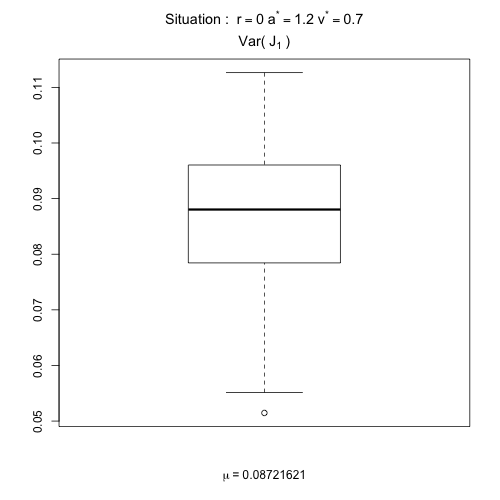 Situation : r = 0 a* = 1.2 v* = 0.7
Var( J₁ )
0.11
0.10
0.09
0.08
0.07
0.06
0.05
μ = 0.08721621